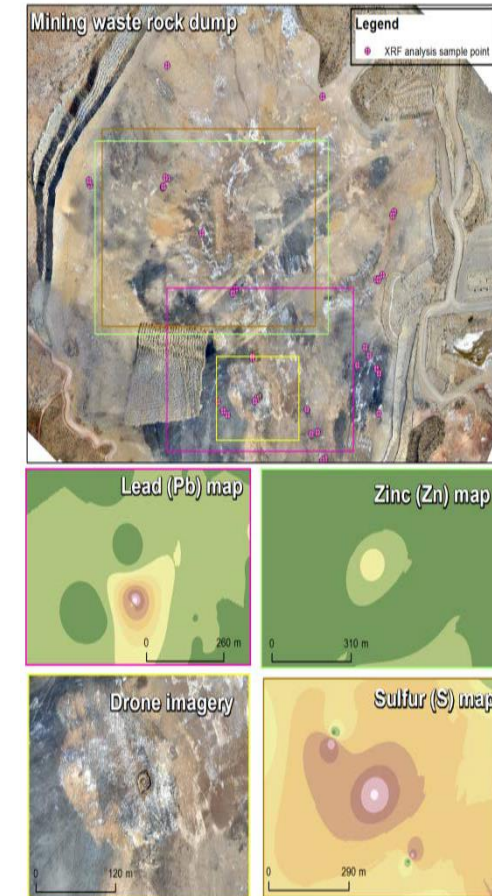 Mining waste rock dump
Legend
XRF analysis sample point
Lead (Pb) map
0 260 m
Zinc (Zn) map
0 310 m
Drone imagery
0 120 m
Sulfur (S) map
0 290 m